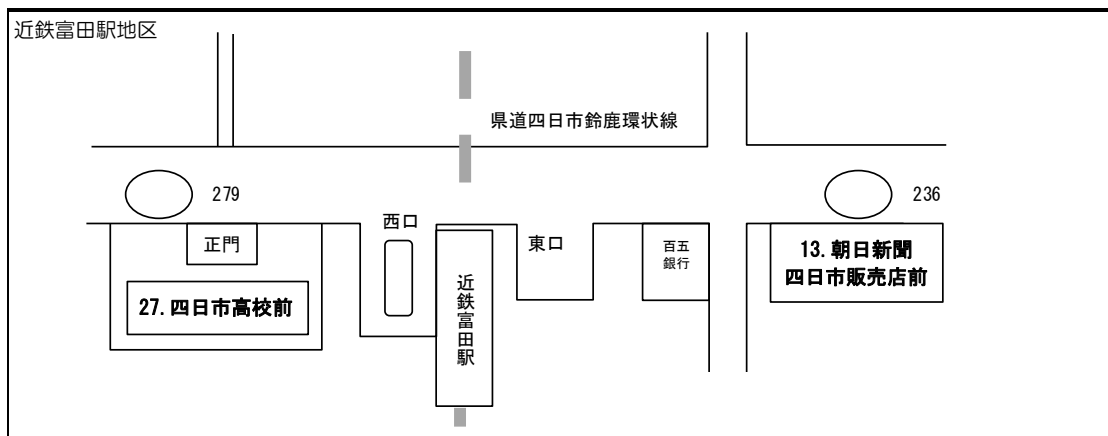 近鉄富田駅地区
県道四日市鈴鹿環状線
279
236
西口
東口
正門
百五
銀行
13. 朝日新聞
四日市販売店前
27. 四日市高校前
近鉄富田駅